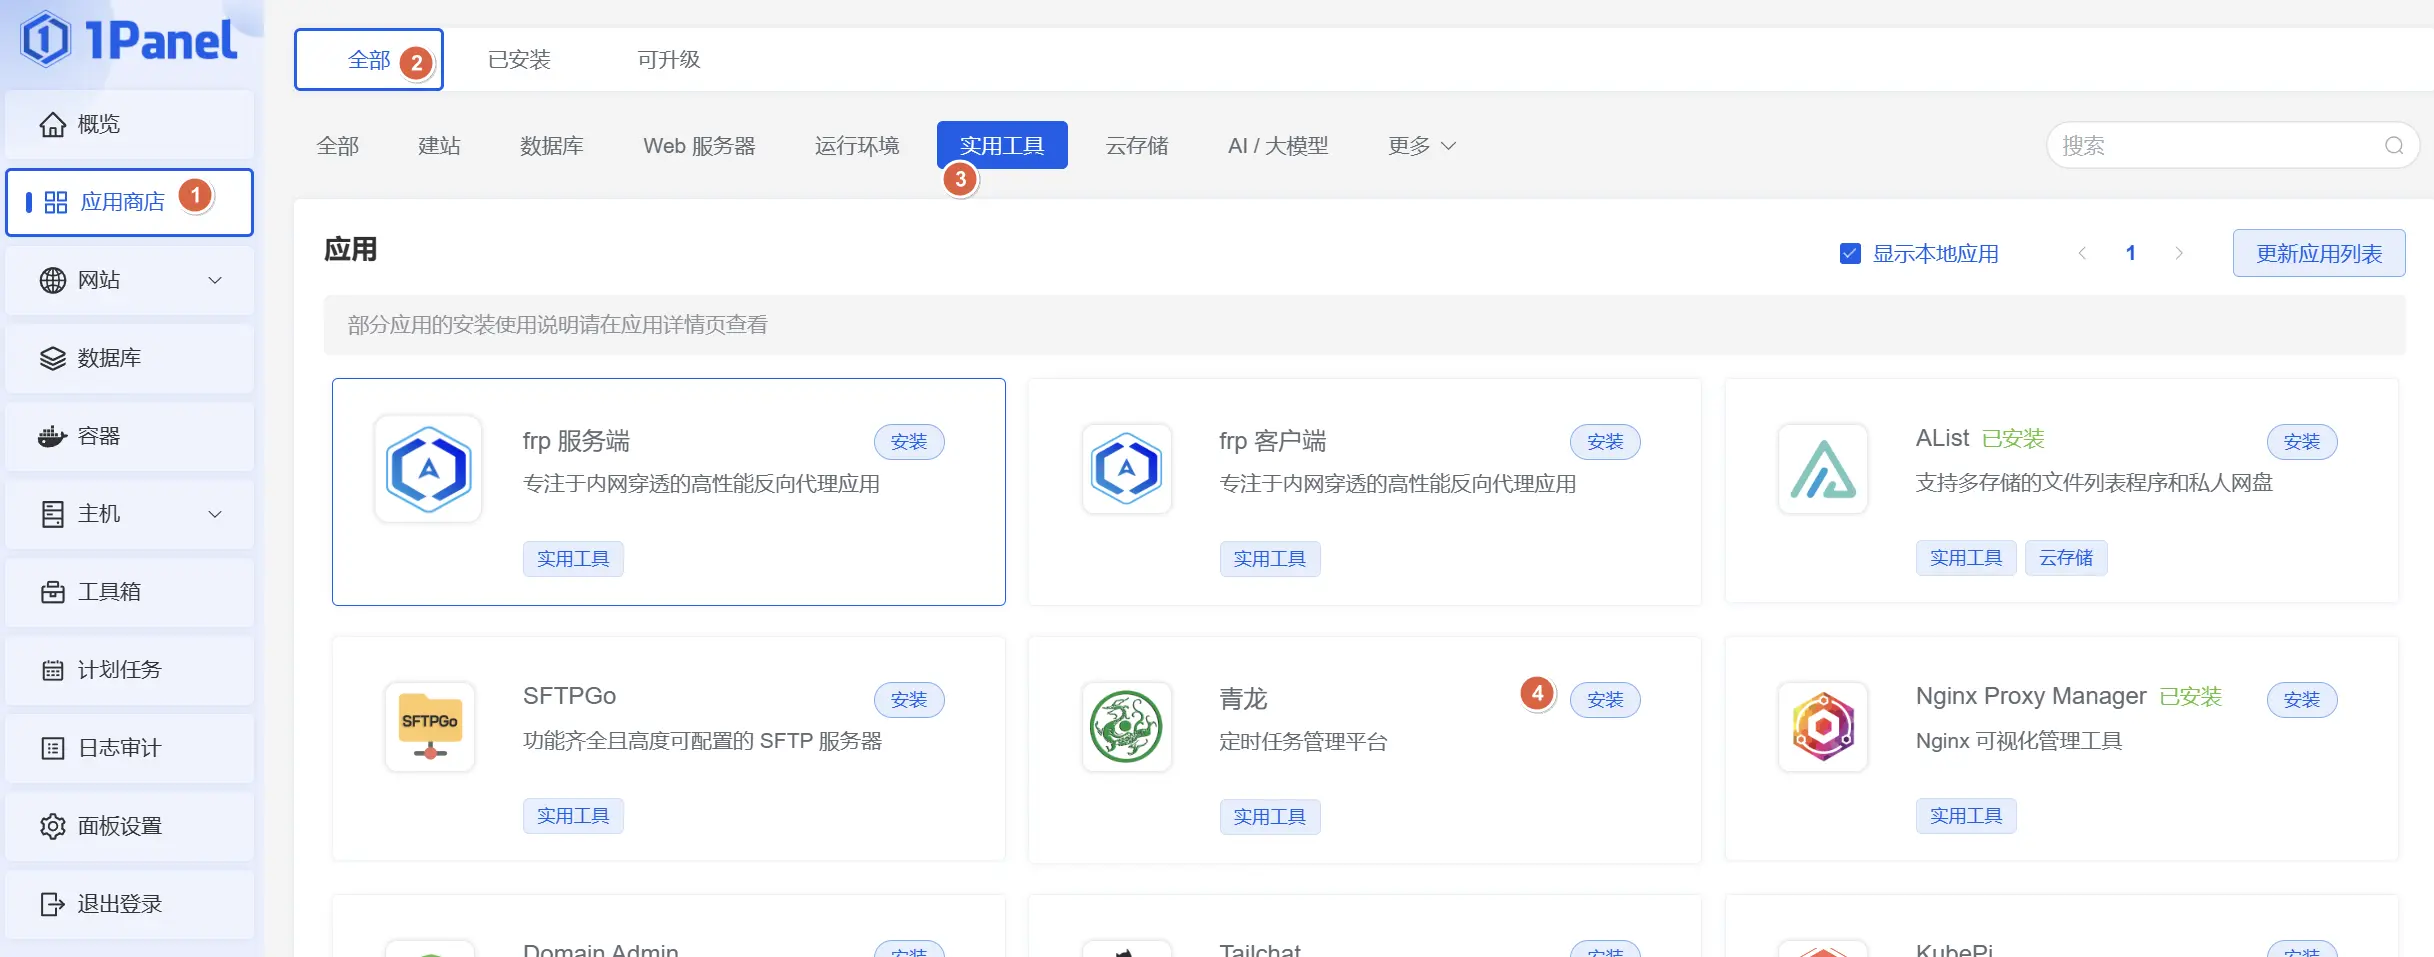 1Panel
全部 2
已安装
可升级
概览
应用商店 1
网站
数据库
容器
主机
工具箱
计划任务
日志审计
面板设置
退出登录
全部
建站
数据库
Web 服务器
运行环境
实用工具
3
云存储
AI / 大模型
更多
搜索
应用
显示本地应用
1
更新应用列表
部分应用的安装使用说明请在应用详情页查看
frp 服务端
安装
专注于内网穿透的高性能反向代理应用
实用工具
frp 客户端
安装
专注于内网穿透的高性能反向代理应用
实用工具
AList 已安装
安装
支持多存储的文件列表程序和私人网盘
实用工具 云存储
SFTPGo
SFTPGo
安装
功能齐全且高度可配置的 SFTP 服务器
实用工具
青龙
4 安装
定时任务管理平台
实用工具
Nginx Proxy Manager 已安装
安装
Nginx 可视化管理工具
实用工具
Domain Admin
安装
Tailchat
安装
KubePi
安装